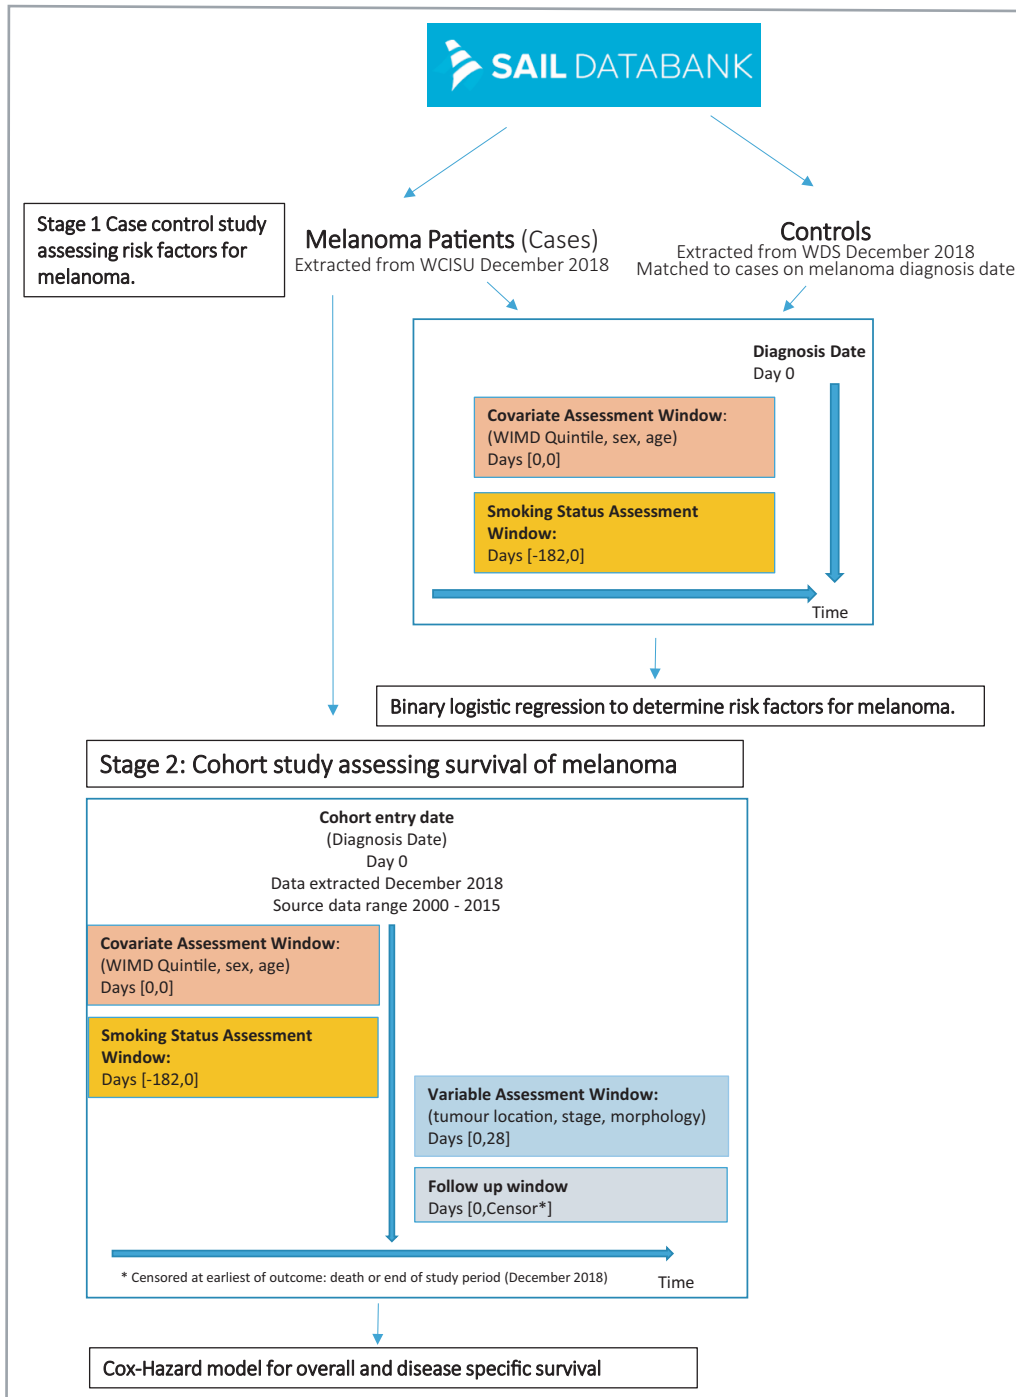 SAIL DATABANK
Stage 1 Case control study
assessing risk factors for
melanoma.
Melanoma Patients (Cases)
Extracted from WCISU December 2018
Controls
Extracted from WDS December 2018
Matched to cases on melanoma diagnosis date
Diagnosis Date
Day 0
Covariate Assessment Window:
(WIMD Quintile, sex, age)
Days [0,0]
Smoking Status Assessment
Window:
Days [-182,0]
Time
Binary logistic regression to determine risk factors for melanoma.
Stage 2: Cohort study assessing survival of melanoma
Cohort entry date
(Diagnosis Date)
Day 0
Data extracted December 2018
Source data range 2000 - 2015
Covariate Assessment Window:
(WIMD Quintile, sex, age)
Days [0,0]
Smoking Status Assessment
Window:
Days [-182,0]
Variable Assessment Window:
(tumour location, stage, morphology)
Days [0,28]
Follow up window
Days [0,Censor*]
* Censored at earliest of outcome: death or end of study period (December 2018)
Time
Cox-Hazard model for overall and disease specific survival